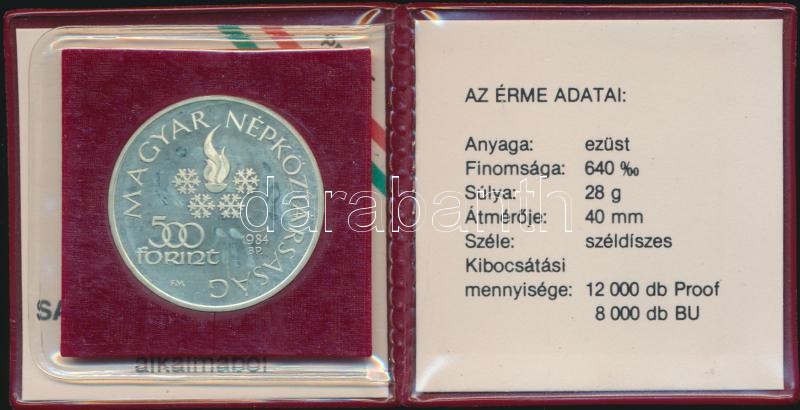 MAGYAR NÉPKÖZTÁRSASÁG
500
FORINT
1984
BP.
F.M.
alkalmából
AZ ÉRME ADATAI:
Anyaga: ezüst
Finomsága: 640 ‰
Súlya: 28 g
Átmérője: 40 mm
Széle: széldíszes
Kibocsátási
mennyisége: 12 000 db Proof
8 000 db BU
darabanth